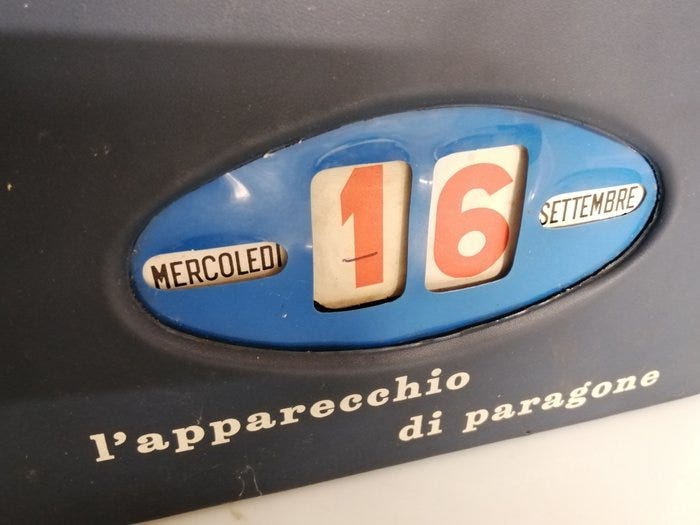 MERCOLEDI 16 SETTEMBRE
l'apparecchio
di paragone